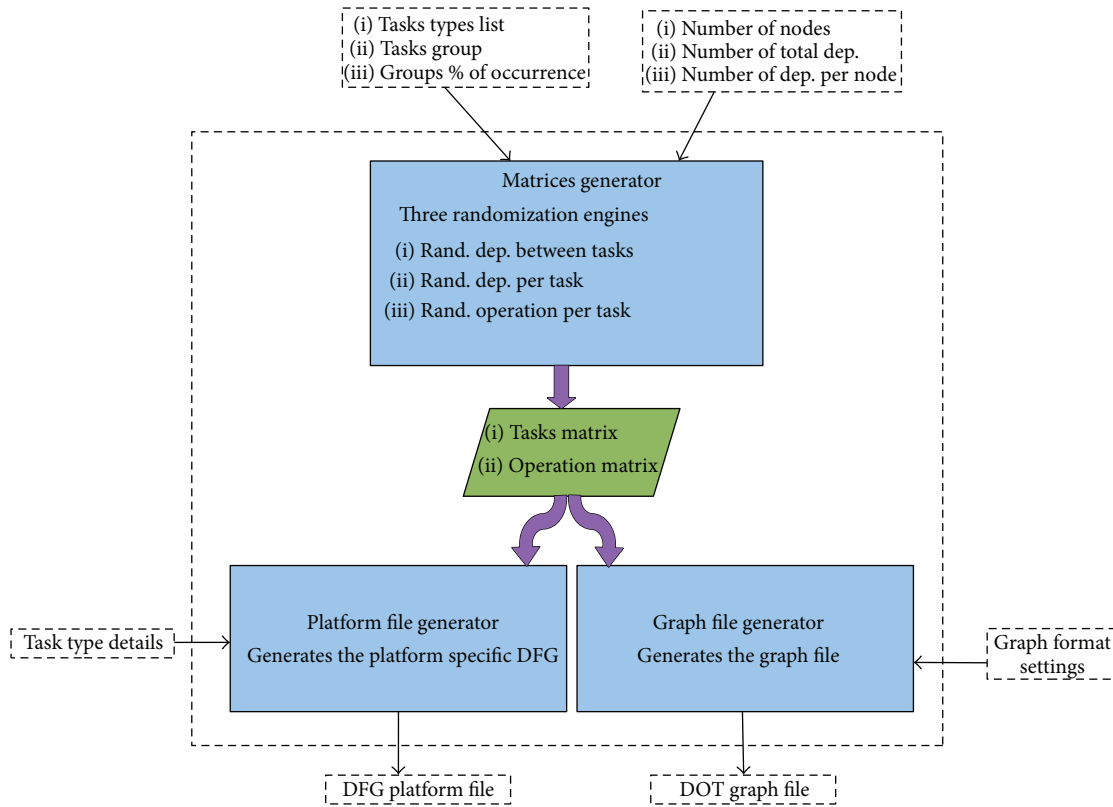 (i) Tasks types list
(ii) Tasks group
(iii) Groups % of occurrence
(i) Number of nodes
(ii) Number of total dep.
(iii) Number of dep. per node
Matrices generator
Three randomization engines
(i) Rand. dep. between tasks
(ii) Rand. dep. per task
(iii) Rand. operation per task
(i) Tasks matrix
(ii) Operation matrix
Task type details
Platform file generator
Generates the platform specific DFG
Graph file generator
Generates the graph file
Graph format
settings
DFG platform file
DOT graph file